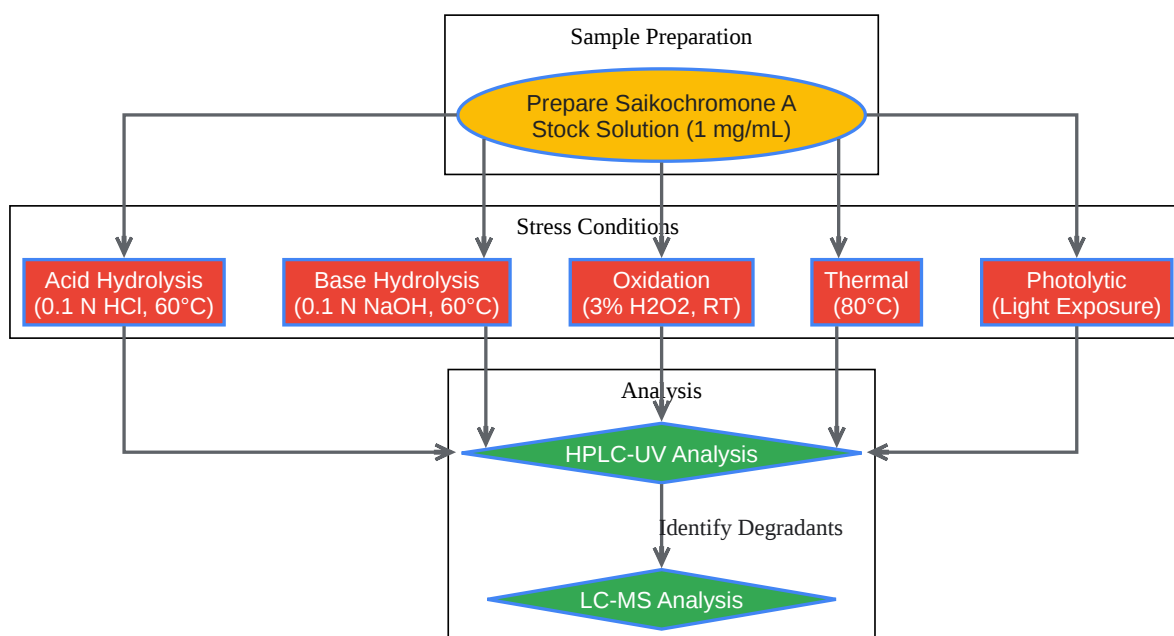 Sample Preparation
Prepare Saikochromone A
Stock Solution (1 mg/mL)
Stress Conditions
Acid Hydrolysis
(0.1 N HCl, 60°C)
Base Hydrolysis
(0.1 N NaOH, 60°C)
Oxidation
(3% H2O2, RT)
Thermal
(80°C)
Photolytic
(Light Exposure)
Analysis
HPLC-UV Analysis
Identify Degradants
LC-MS Analysis